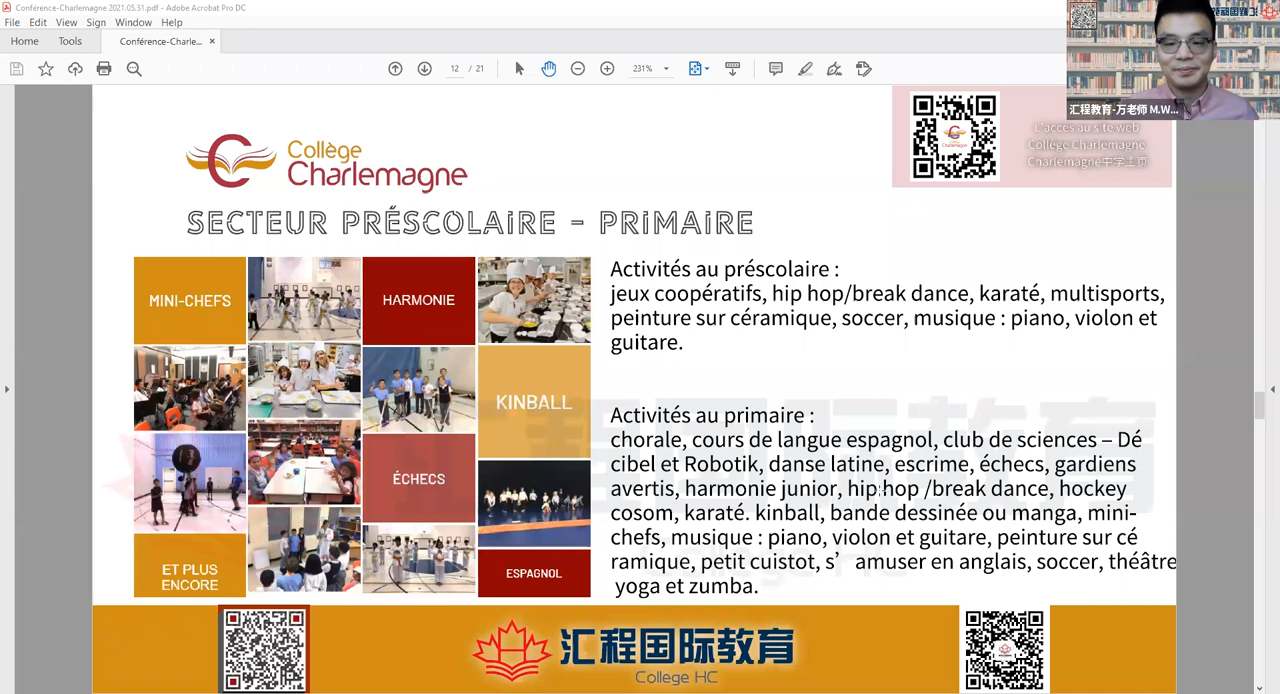 Conférence-Charlemagne 2021.05.31.pdf - Adobe Acrobat Pro DC
File Edit View Sign Window Help
Home Tools Conférence-Charle... ×
12 / 21 231%
汇程教育-万老师 M.W...
Collège
Charlemagne
L'accès au site web
Collège Charlemagne
Charlemagne中学主页
SECTEUR PRÉSCOLAIRE - PRIMAIRE
MINI-CHEFS
HARMONIE
KINBALL
ÉCHECS
ET PLUS
ENCORE
ESPAGNOL
Activités au préscolaire :
jeux coopératifs, hip hop/break dance, karaté, multisports,
peinture sur céramique, soccer, musique : piano, violon et
guitare.
Activités au primaire :
chorale, cours de langue espagnol, club de sciences – Dé
cibel et Robotik, danse latine, escrime, échecs, gardiens
avertis, harmonie junior, hip hop /break dance, hockey
cosom, karaté. kinball, bande dessinée ou manga, mini-
chefs, musique : piano, violon et guitare, peinture sur cé
ramique, petit cuistot, s’ amuser en anglais, soccer, théâtre
yoga et zumba.
汇程国际教育
College HC